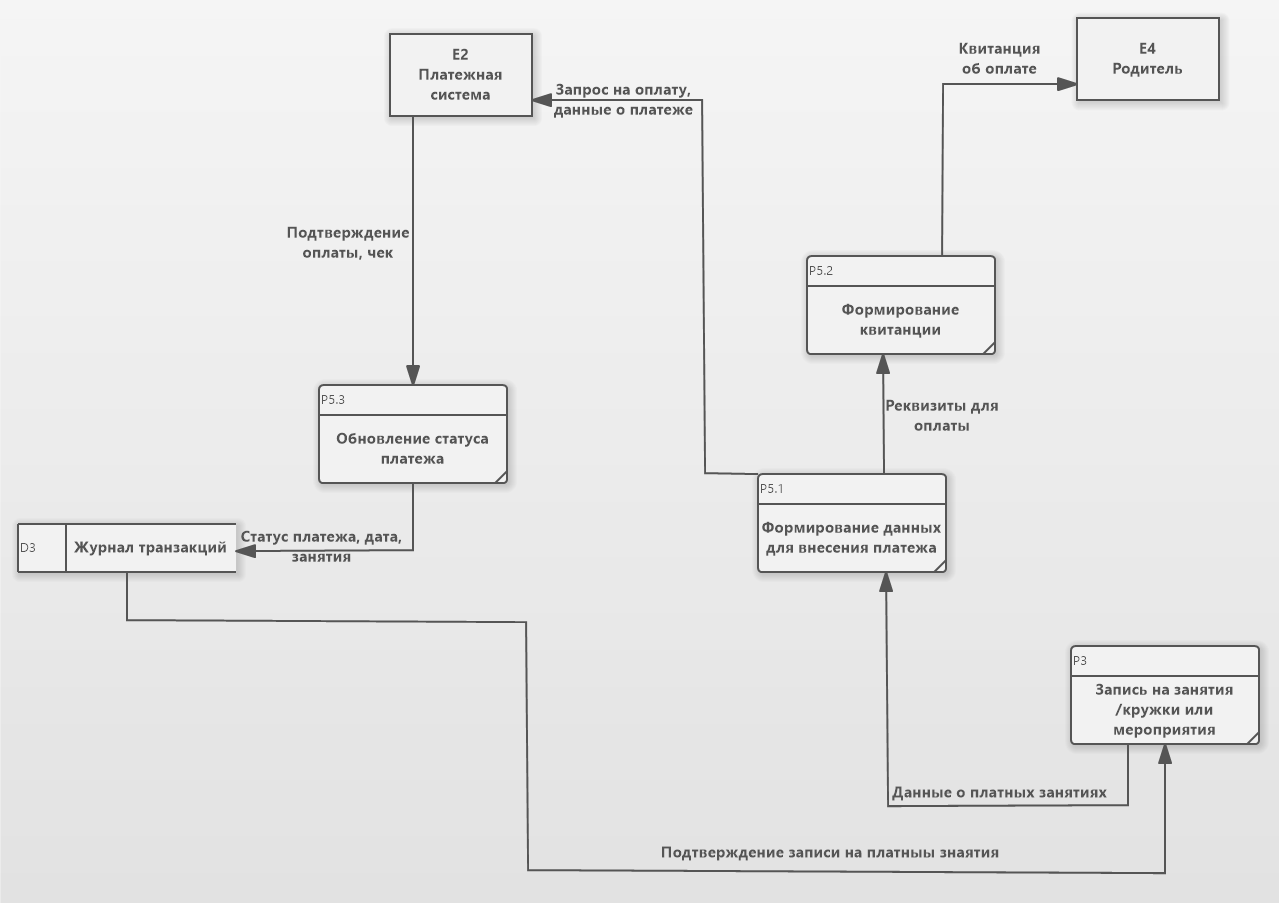 E2
Платежная
система
E4
Родитель
Квитанция
об оплате
Запрос на оплату,
данные о платеже
Подтверждение
оплаты, чек
P5.2
Формирование
квитанции
P5.3
Обновление статуса
платежа
Реквизиты для
оплаты
P5.1
Формирование данных
для внесения платежа
D3
Журнал транзакций
Статус платежа, дата,
занятия
P3
Запись на занятия
/кружки или
мероприятия
Данные о платных занятиях
Подтверждение записи на платныы знаятия